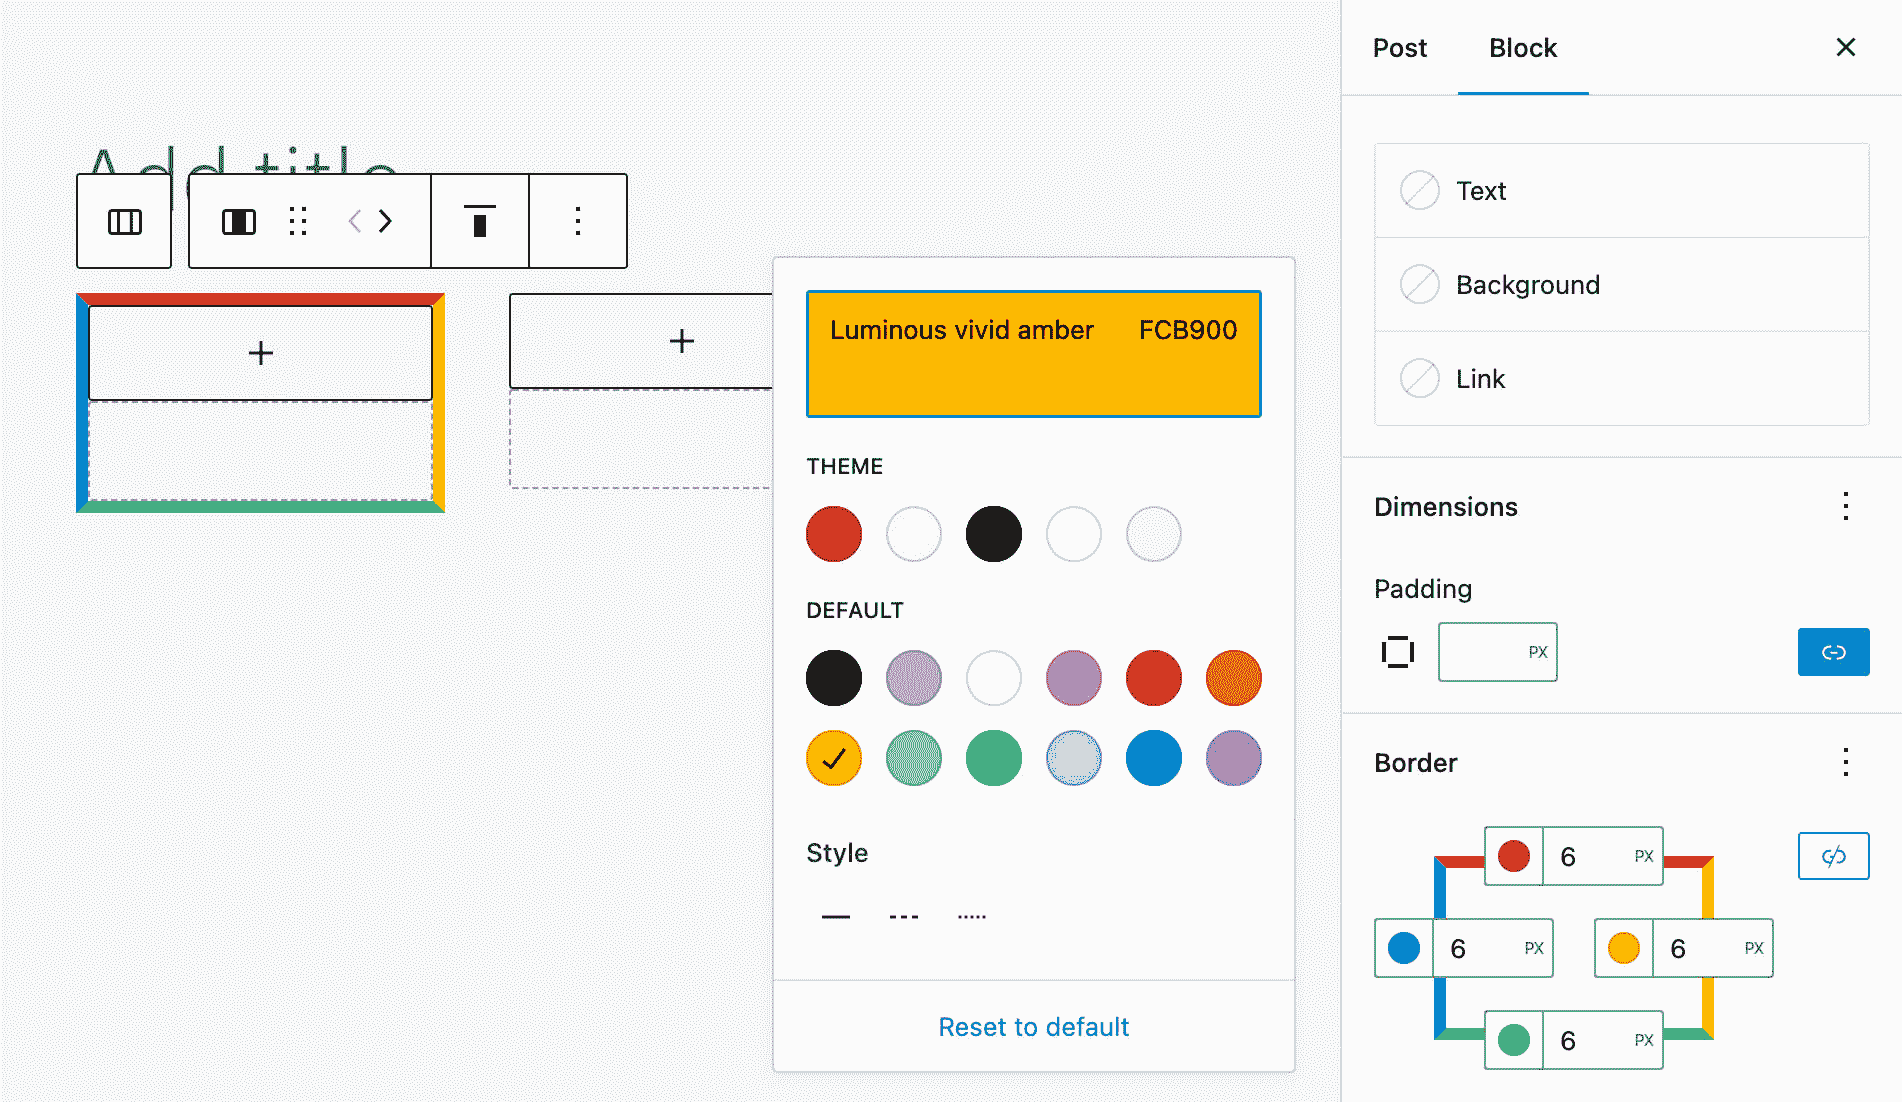 Post Block
Add title
Text
Background
Link
Luminous vivid amber FCB900
THEME
DEFAULT
Style
Reset to default
Dimensions
Padding
PX
Border
6 PX
6 PX
6 PX
6 PX